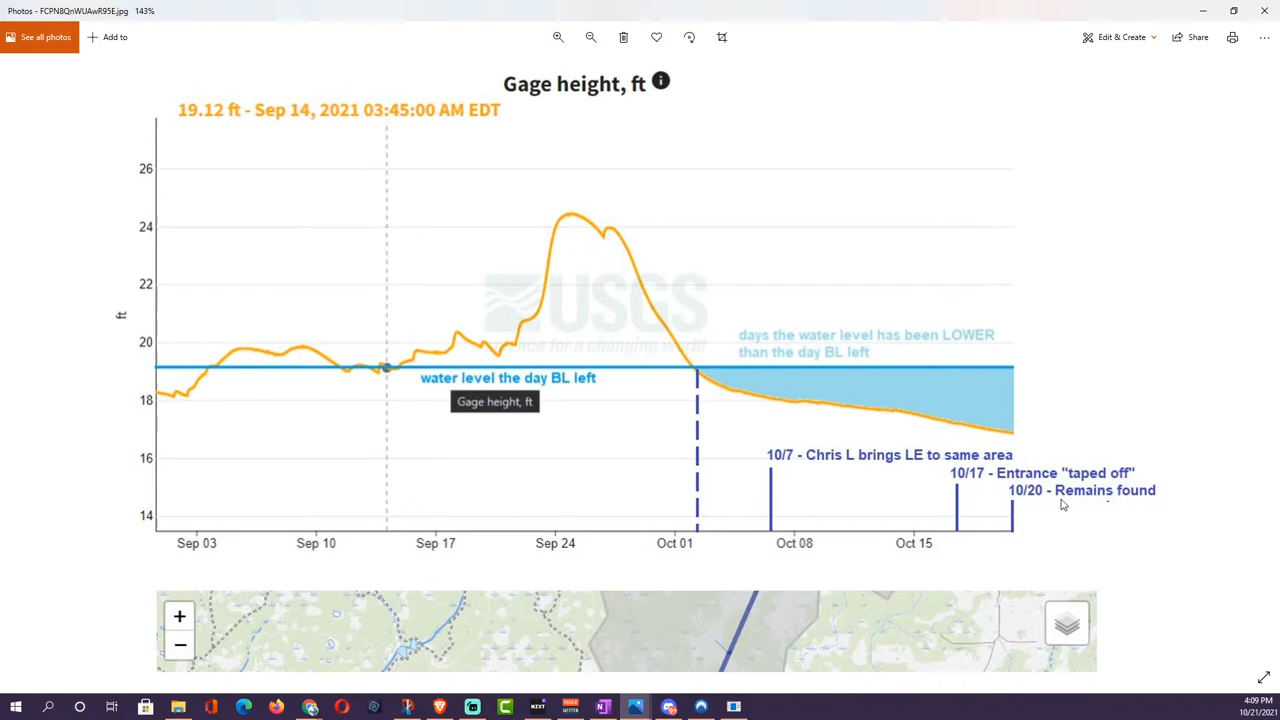 Photos - FCPN8QnWUAwR95E.jpg 143%
See all photos
Add to
Edit & Create
Share
Gage height, ft
19.12 ft - Sep 14, 2021 03:45:00 AM EDT
26
24
22
20
18
16
14
ft
USGS
science for a changing world
days the water level has been LOWER
than the day BL left
water level the day BL left
Gage height, ft
10/7 - Chris L brings LE to same area
10/17 - Entrance "taped off"
10/20 - Remains found
Sep 03 Sep 10 Sep 17 Sep 24 Oct 01 Oct 08 Oct 15
+
−
4:09 PM
10/21/2021